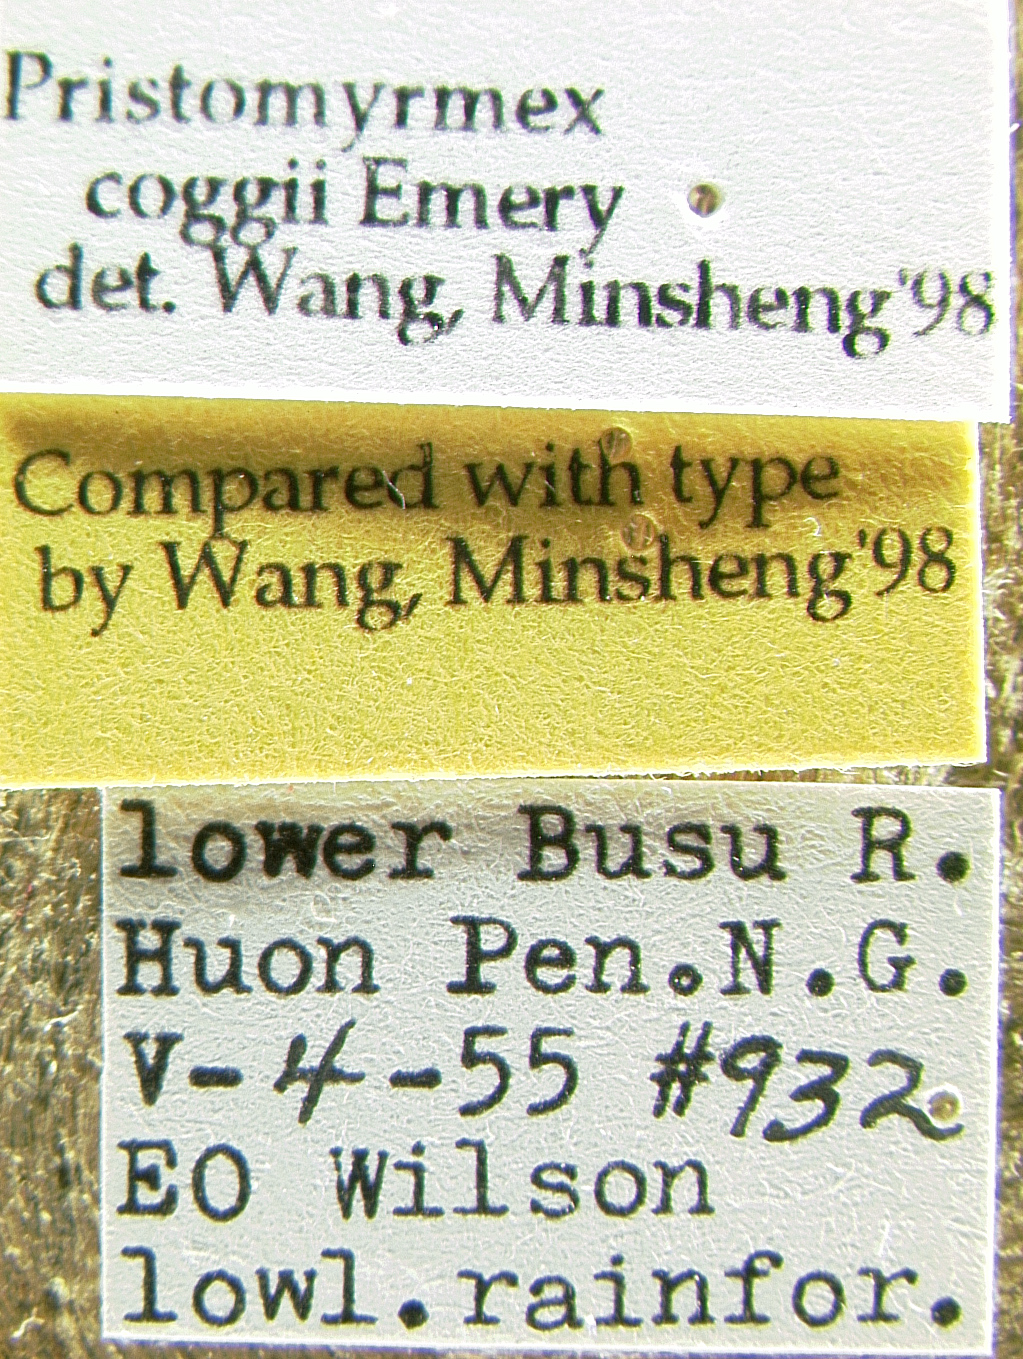 Pristomyrmex
coggii Emery
det. Wang, Minsheng'98
Compared with type
by Wang, Minsheng'98
lower Busu R.
Huon Pen.N.G.
V-4-55 #932
EO Wilson
lowl.rainfor.